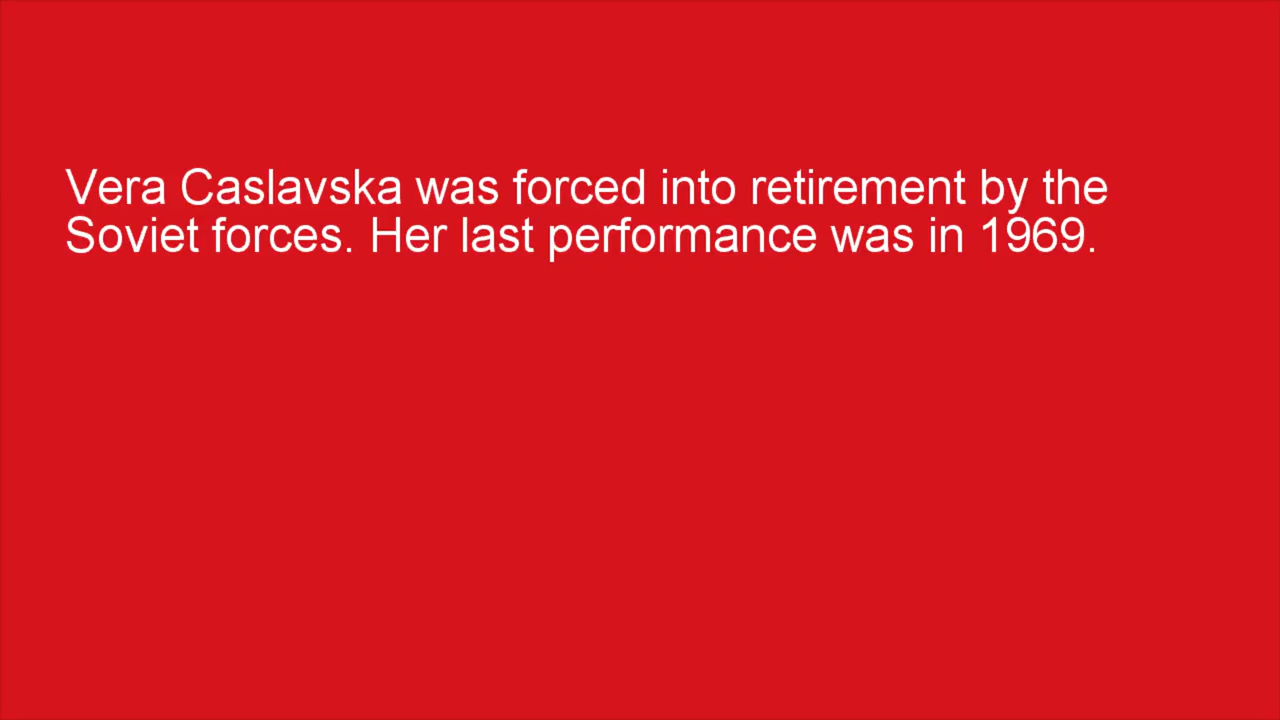 Vera Caslavska was forced into retirement by the
Soviet forces. Her last performance was in 1969.